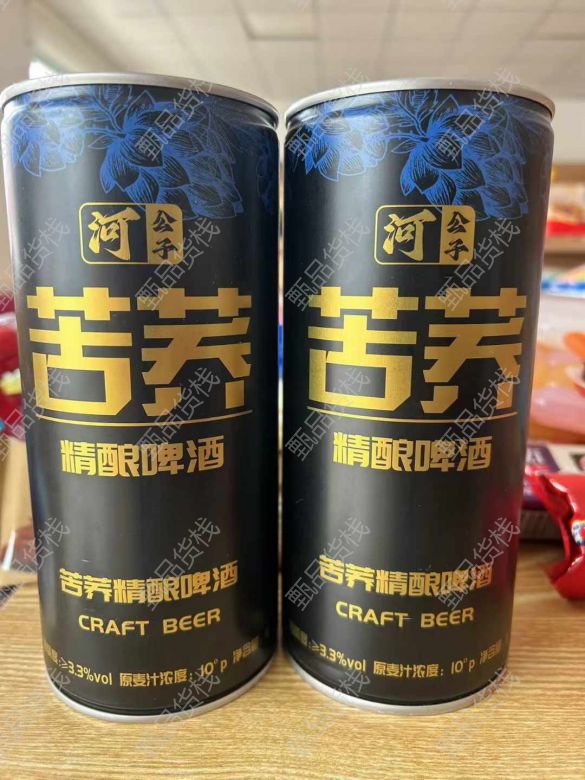 河 公子
苦荞
精酿啤酒
苦荞精酿啤酒
CRAFT BEER
度:≥3.3%vol 原麦汁浓度:10°p 净含量
河 公子
苦荞
精酿啤酒
苦荞精酿啤酒
CRAFT BEER
度:≥3.3%vol 原麦汁浓度:10°p 净含
甄品货栈